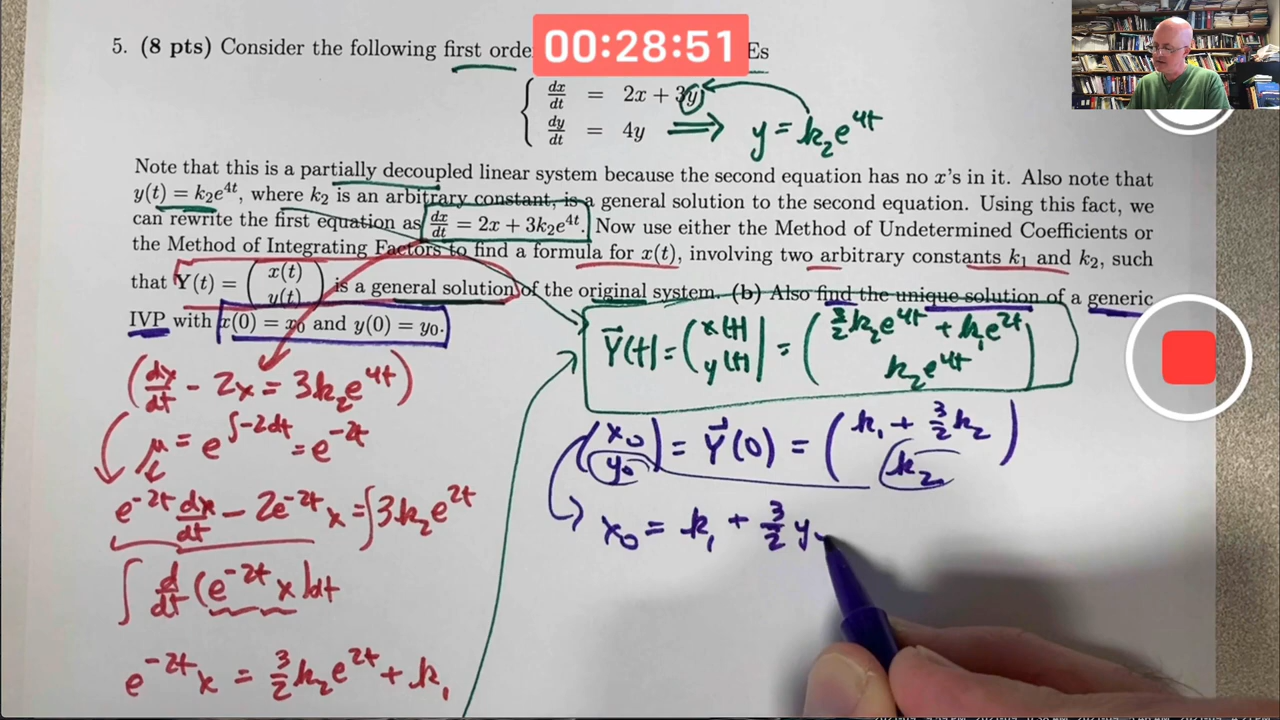 00:28:51
5. (8 pts) Consider the following first orde Es
dx/dt = 2x + 3y
dy/dt = 4y ⟹ y = k₂e^{4t}
Note that this is a partially decoupled linear system because the second equation has no x's in it. Also note that
y(t) = k₂e^{4t}, where k₂ is an arbitrary constant, is a general solution to the second equation. Using this fact, we
can rewrite the first equation as dx/dt = 2x + 3k₂e^{4t}. Now use either the Method of Undetermined Coefficients or
the Method of Integrating Factors to find a formula for x(t), involving two arbitrary constants k₁ and k₂, such
that Y(t) = ( x(t) y(t) ) is a general solution of the original system. (b) Also find the unique solution of a generic
IVP with x(0) = x₀ and y(0) = y₀.
(dx/dt - 2x = 3k₂e^{4t})
μ = e^{∫-2dt} = e^{-2t}
e^{-2t} dx/dt - 2e^{-2t}x = ∫3k₂e^{2t}
∫ d/dt (e^{-2t}x) dt
e^{-2t}x = 3/2 k₂e^{2t} + k₁
Y⃗(t) = ( x(t) y(t) ) = ( 3/2 k₂e^{4t} + k₁e^{2t} k₂e^{4t} )
( x₀ y₀ ) = Y⃗(0) = ( k₁ + 3/2 k₂ k₂ )
x₀ = k₁ + 3/2 y